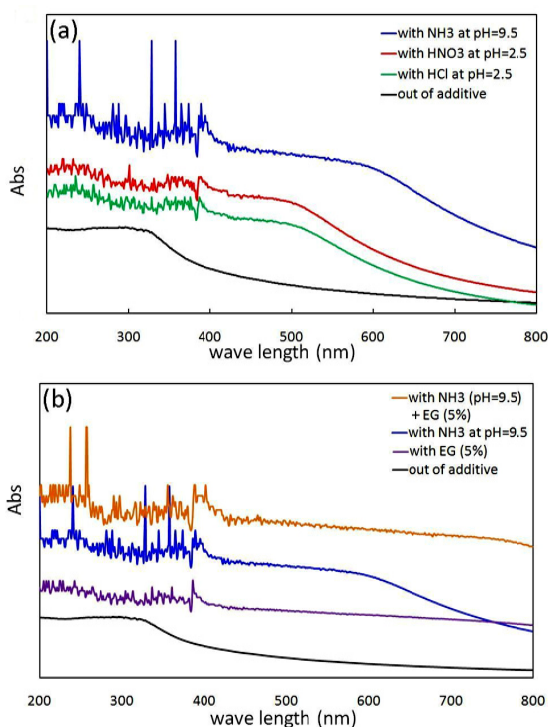 (a)
with NH3 at pH=9.5
with HNO3 at pH=2.5
with HCl at pH=2.5
out of additive
Abs
200 300 400 500 600 700 800
wave length (nm)
(b)
with NH3 (pH=9.5)
+ EG (5%)
with NH3 at pH=9.5
with EG (5%)
out of additive
Abs
200 300 400 500 600 700 800
wave length (nm)